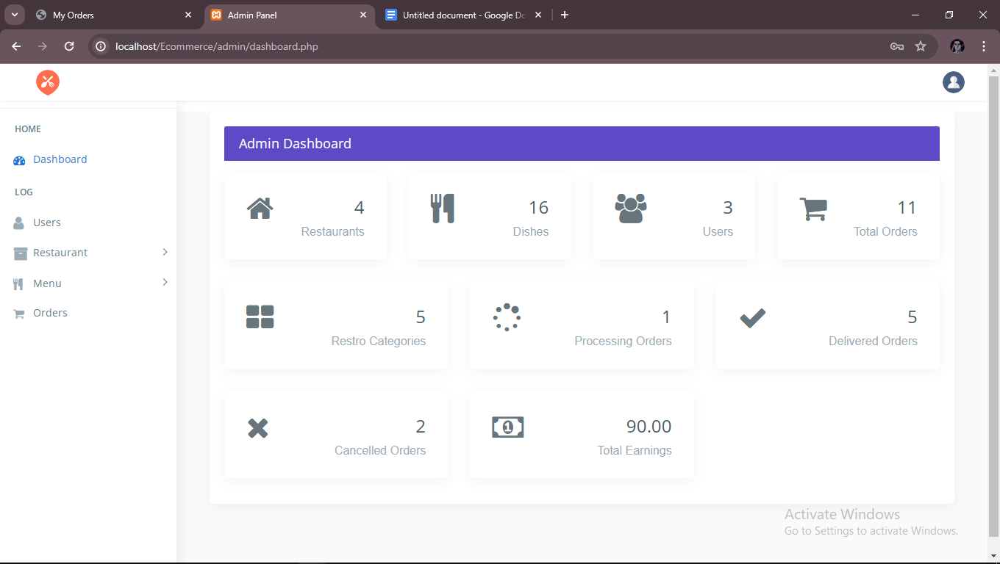 My Orders
Admin Panel
Untitled document - Google Do
localhost/Ecommerce/admin/dashboard.php
HOME
Dashboard
LOG
Users
Restaurant
Menu
Orders
Admin Dashboard
4
Restaurants
16
Dishes
3
Users
11
Total Orders
5
Restro Categories
1
Processing Orders
5
Delivered Orders
2
Cancelled Orders
90.00
Total Earnings
Activate Windows
Go to Settings to activate Windows.